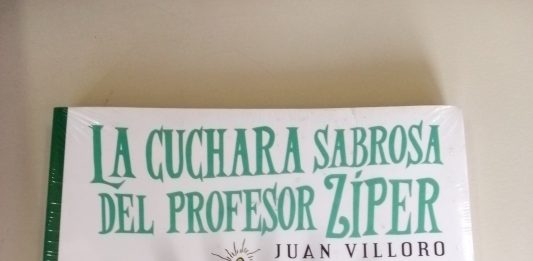 LA CUCHARA SABROSA
DEL PROFESOR ZÍPER
JUAN VILLORO